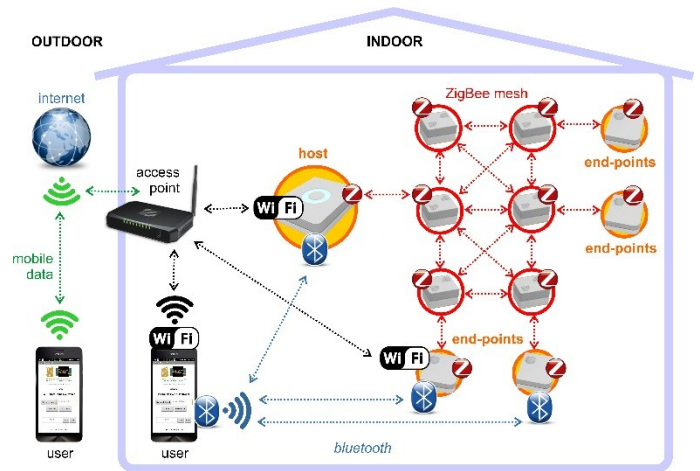 OUTDOOR
INDOOR
internet
ZigBee mesh
access
point
host
end-points
Wi Fi
end-points
mobile
data
Wi Fi
end-points
Wi Fi
user
user
bluetooth
Z
Z
Z
Z
Z
Z
Z
Z
Z
Z
Z